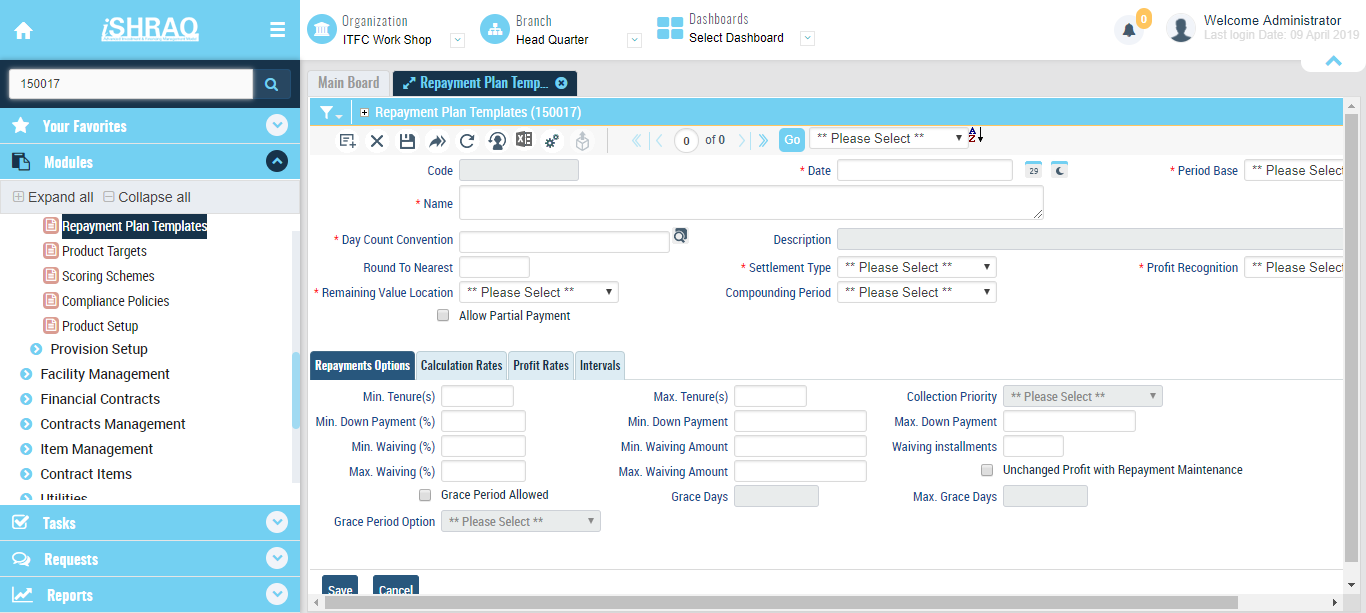 iSHRAQ
Organization
ITFC Work Shop
Branch
Head Quarter
Dashboards
Select Dashboard
0
Welcome Administrator
Last login Date: 09 April 2019
150017
Your Favorites
Modules
Expand all Collapse all
Repayment Plan Templates
Product Targets
Scoring Schemes
Compliance Policies
Product Setup
Provision Setup
Facility Management
Financial Contracts
Contracts Management
Item Management
Contract Items
Utilities
Tasks
Requests
Reports
Main Board
Repayment Plan Temp...
Repayment Plan Templates (150017)
0 of 0 Go ** Please Select ** A Z
Code * Date 29 * Period Base ** Please Select
* Name
* Day Count Convention Description
Round To Nearest * Settlement Type ** Please Select ** * Profit Recognition ** Please Select
* Remaining Value Location ** Please Select ** Compounding Period ** Please Select **
Allow Partial Payment
Repayments Options Calculation Rates Profit Rates Intervals
Min. Tenure(s) Max. Tenure(s) Collection Priority ** Please Select **
Min. Down Payment (%) Min. Down Payment Max. Down Payment
Min. Waiving (%) Min. Waiving Amount Waiving installments
Max. Waiving (%) Max. Waiving Amount Unchanged Profit with Repayment Maintenance
Grace Period Allowed Grace Days Max. Grace Days
Grace Period Option ** Please Select **
Save Cancel